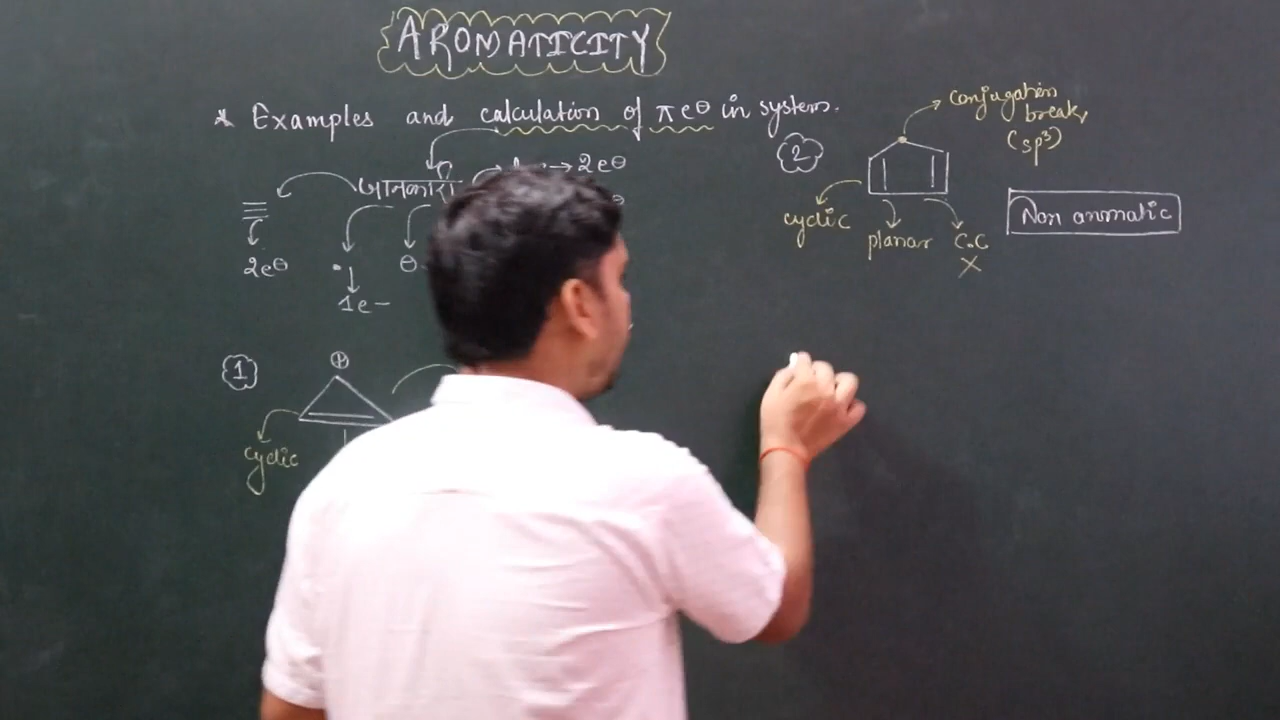 AROMATICITY
* Examples and calculation of π e⊖ in system.
→ 2e⊖
2e⊖
1e-
⊖
1
⊕
cyclic
2
conjugation
break,
(sp³)
cyclic
planar
C.C
X
Non aromatic